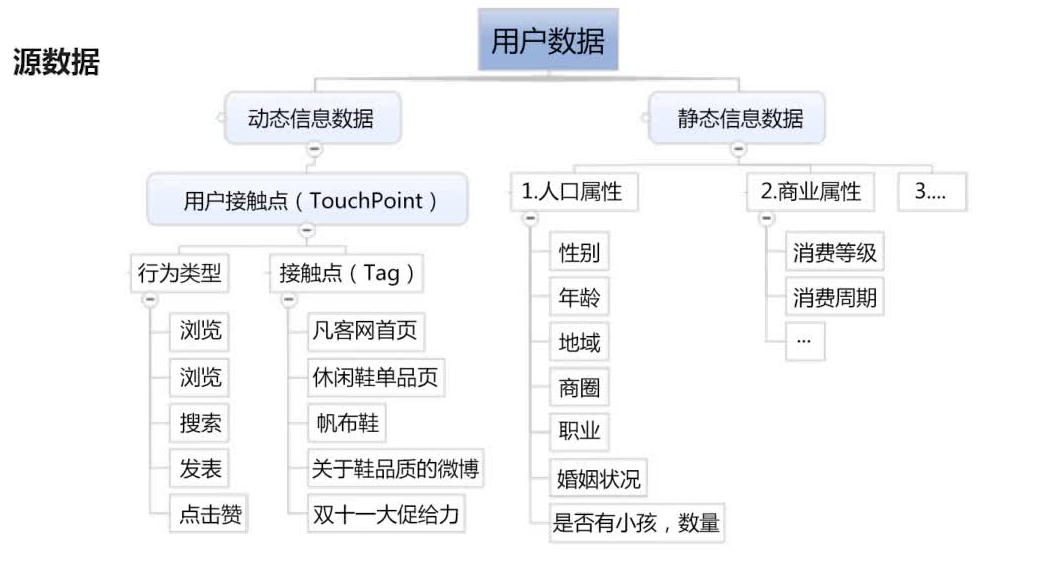 源数据
用户数据
动态信息数据
静态信息数据
用户接触点（TouchPoint）
行为类型
接触点（Tag）
浏览
凡客网首页
浏览
休闲鞋单品页
搜索
帆布鞋
发表
关于鞋品质的微博
点击赞
双十一大促给力
1.人口属性
性别
年龄
地域
商圈
职业
婚姻状况
是否有小孩，数量
2.商业属性
消费等级
消费周期
...
3....